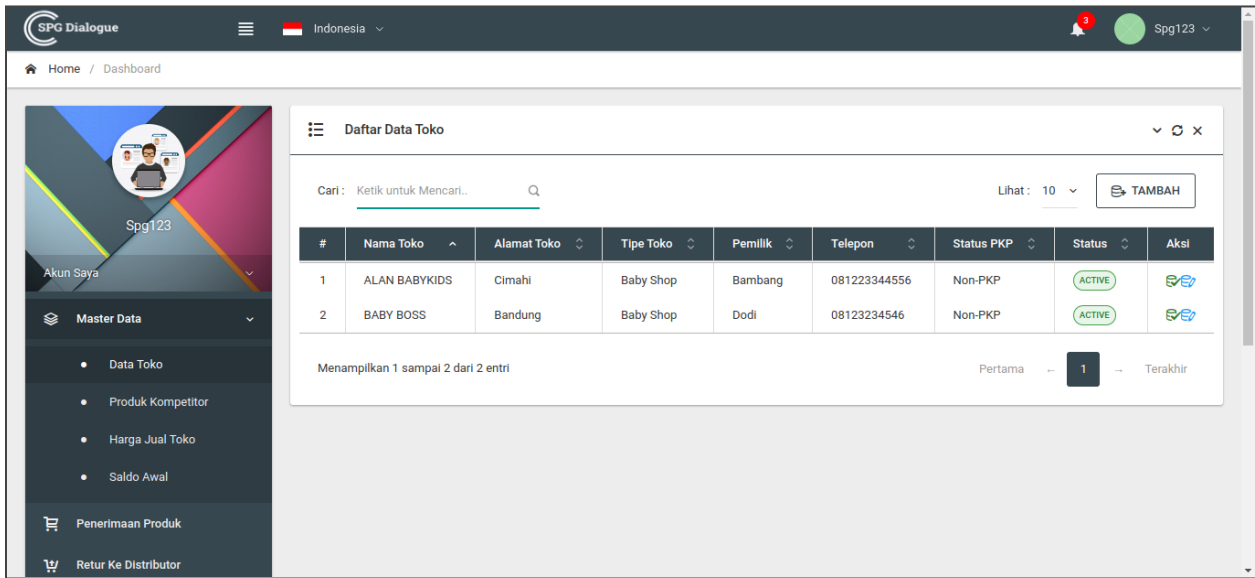 SPG Dialogue
Indonesia
3
Spg123
Home / Dashboard
Spg123
Akun Saya
Master Data
Data Toko
Produk Kompetitor
Harga Jual Toko
Saldo Awal
Penerimaan Produk
Retur Ke Distributor
Daftar Data Toko
Cari : Ketik untuk Mencari.. Lihat : 10 TAMBAH
# Nama Toko Alamat Toko Tipe Toko Pemilik Telepon Status PKP Status Aksi
1 ALAN BABYKIDS Cimahi Baby Shop Bambang 081223344556 Non-PKP ACTIVE
2 BABY BOSS Bandung Baby Shop Dodi 08123234546 Non-PKP ACTIVE
Menampilkan 1 sampai 2 dari 2 entri Pertama ← 1 → Terakhir